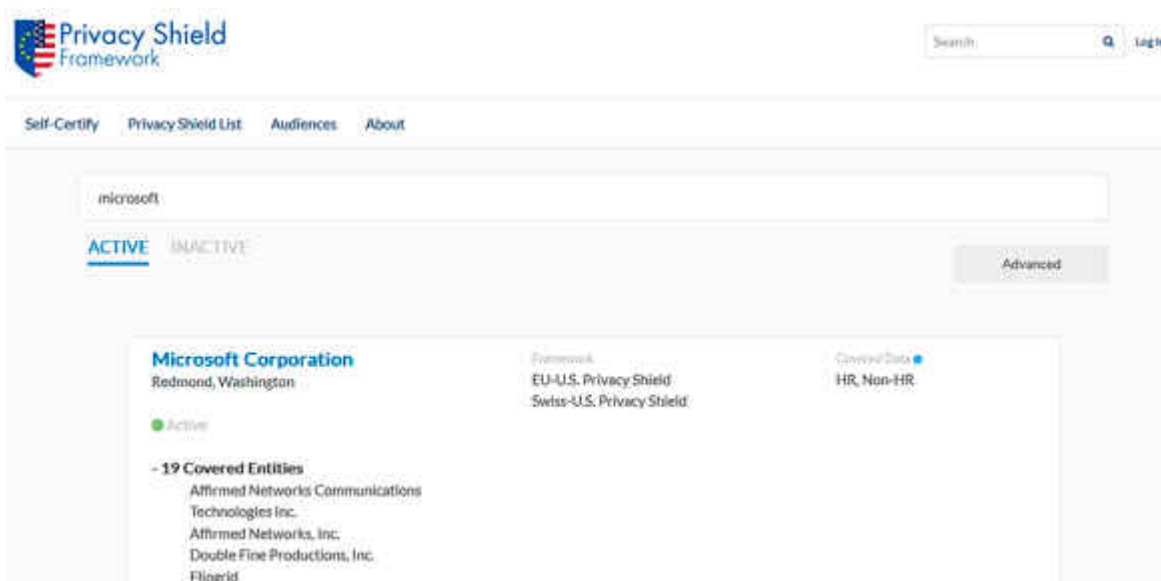 Privacy Shield
Framework
Search
Log In
Self-Certify Privacy Shield List Audiences About
microsoft
ACTIVE INACTIVE
Advanced
Microsoft Corporation
Redmond, Washington
Framework
EU-U.S. Privacy Shield
Swiss-U.S. Privacy Shield
Covered Data
HR, Non-HR
Active
- 19 Covered Entities
Affirmed Networks Communications
Technologies Inc.
Affirmed Networks, Inc.
Double Fine Productions, Inc.
Flipgrid